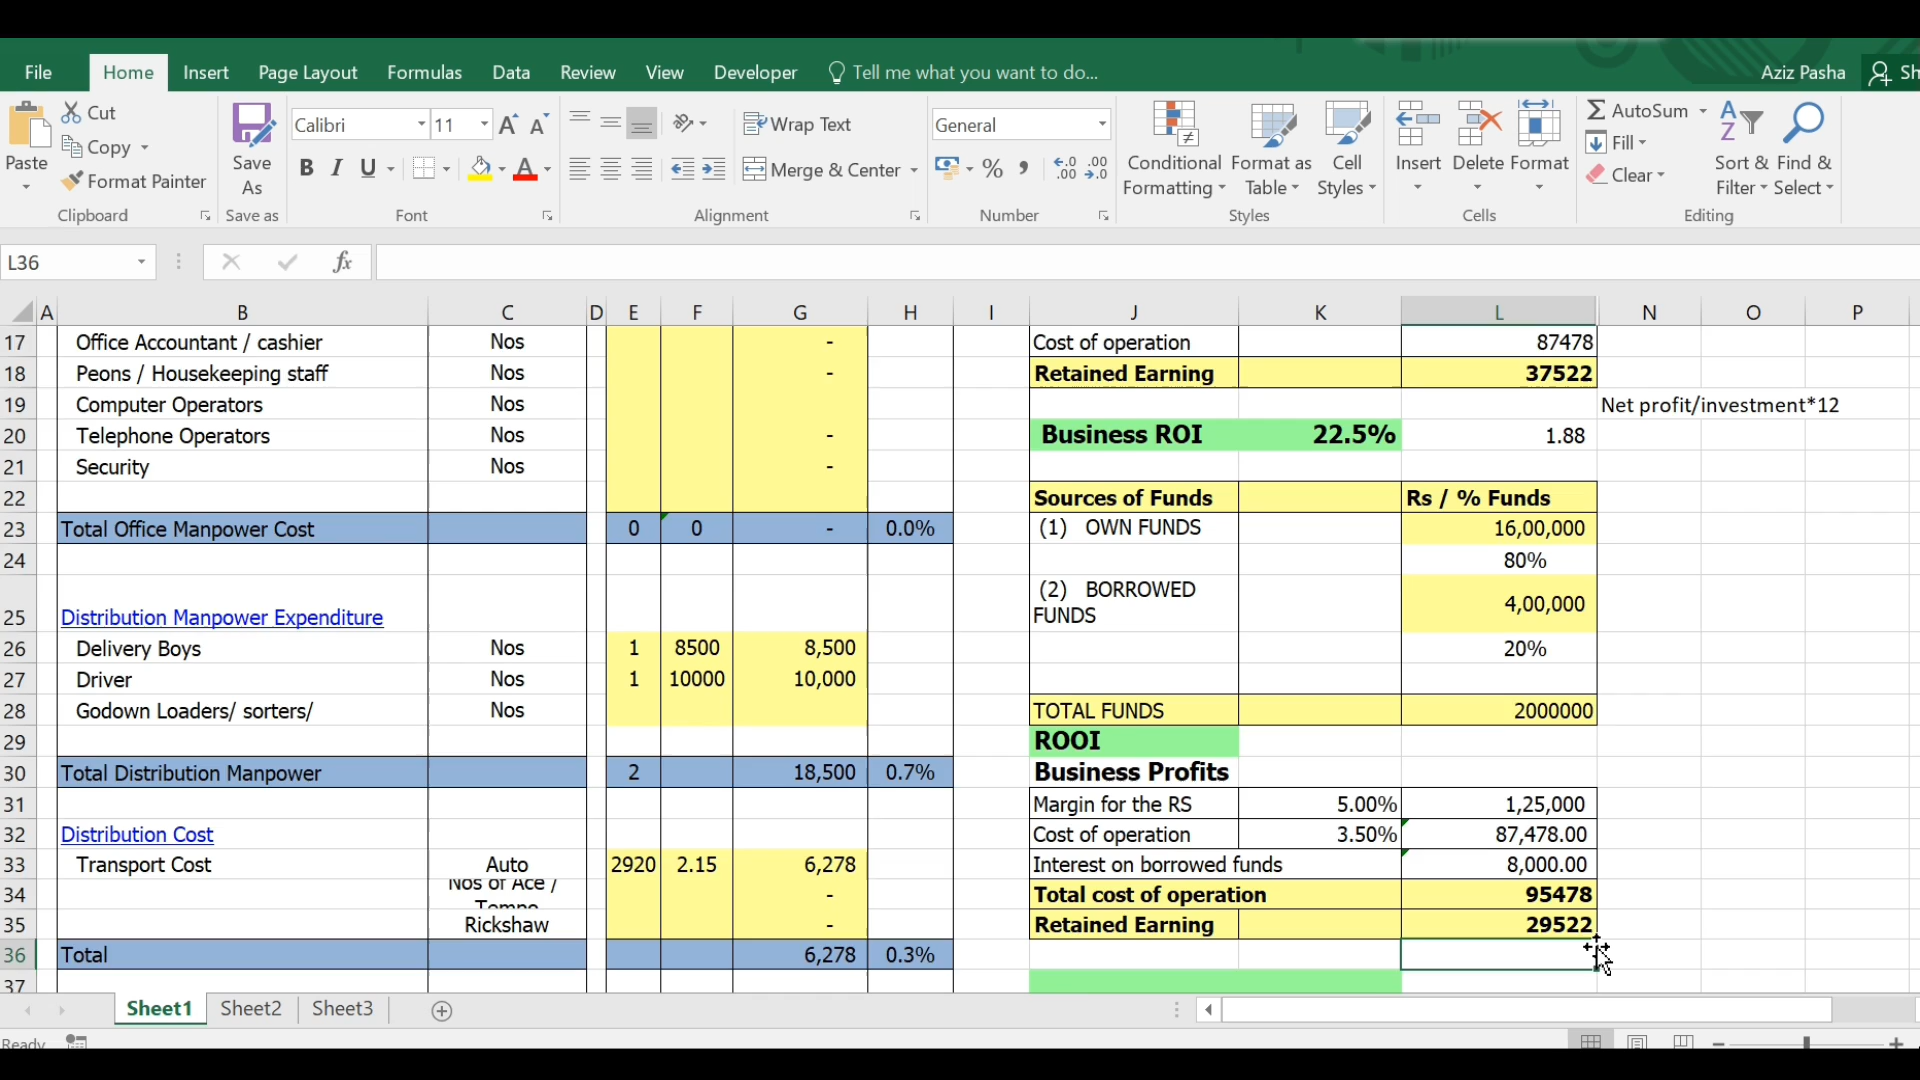 File Home Insert Page Layout Formulas Data Review View Developer Tell me what you want to do... Aziz Pasha
Paste
Cut
Copy
Format Painter
Clipboard
Save As
Save as
Calibri 11
B I U
Font
Wrap Text
Merge & Center
Alignment
General
%
Number
Conditional Formatting
Format as Table
Cell Styles
Styles
Insert Delete Format
Cells
AutoSum
Fill
Clear
Sort & Filter
Find & Select
Editing
L36 fx
A B C D E F G H I J K L N O P
17 Office Accountant / cashier Nos - Cost of operation 87478
18 Peons / Housekeeping staff Nos - Retained Earning 37522
19 Computer Operators Nos Net profit/investment*12
20 Telephone Operators Nos - Business ROI 22.5% 1.88
21 Security Nos -
22 Sources of Funds Rs / % Funds
23 Total Office Manpower Cost 0 0 - 0.0% (1) OWN FUNDS 16,00,000
24 80%
25 Distribution Manpower Expenditure (2) BORROWED FUNDS 4,00,000
26 Delivery Boys Nos 1 8500 8,500 20%
27 Driver Nos 1 10000 10,000
28 Godown Loaders/ sorters/ Nos TOTAL FUNDS 2000000
29 ROOI
30 Total Distribution Manpower 2 18,500 0.7% Business Profits
31 Margin for the RS 5.00% 1,25,000
32 Distribution Cost Cost of operation 3.50% 87,478.00
33 Transport Cost Auto 2920 2.15 6,278 Interest on borrowed funds 8,000.00
34 Nos of Ace / Tempo - Total cost of operation 95478
35 Rickshaw - Retained Earning 29522
36 Total 6,278 0.3%
37
Sheet1 Sheet2 Sheet3
Ready